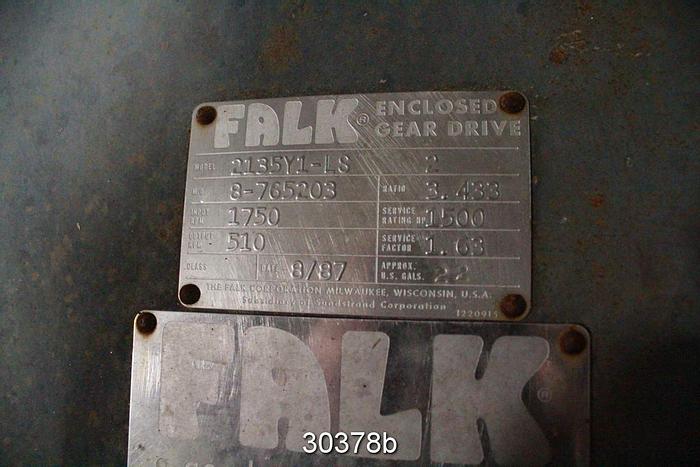 FALK® ENCLOSED
GEAR DRIVE
MODEL 2135Y1-LS 2
M.O. 8-765203 RATIO 3.433
INPUT RPM 1750 SERVICE RATING HP 1500
OUTPUT RPM 510 SERVICE FACTOR 1.63
CLASS DATE 8/87 APPROX. U.S. GALS. 22
THE FALK CORPORATION MILWAUKEE, WISCONSIN, U.S.A.
Subsidiary of Sundstrand Corporation
1220915
FALK®
30378b